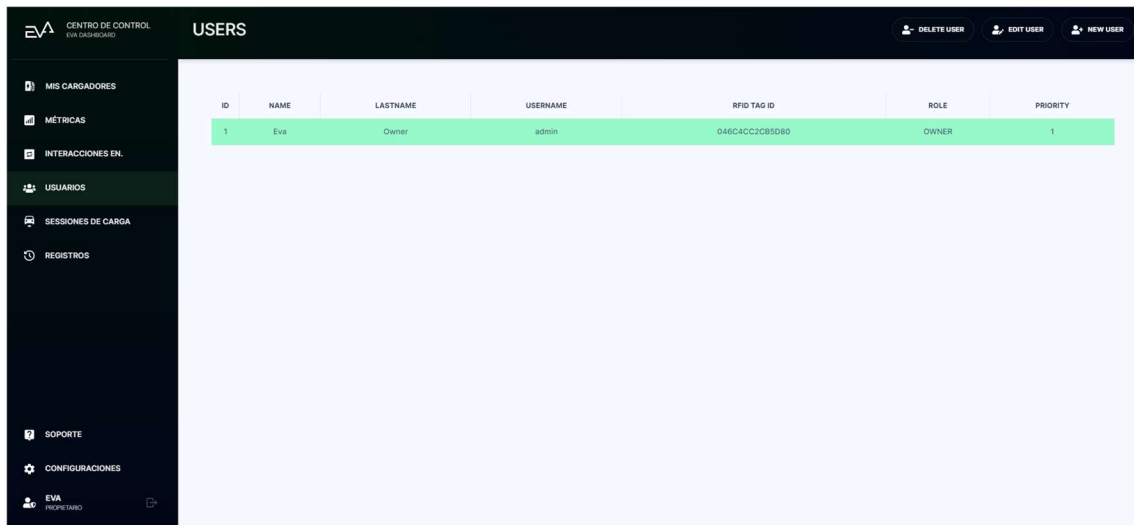 EVA
CENTRO DE CONTROL
EVA DASHBOARD
USERS
DELETE USER
EDIT USER
NEW USER
MIS CARGADORES
MÉTRICAS
INTERACCIONES EN.
USUARIOS
SESSIONES DE CARGA
REGISTROS
ID NAME LASTNAME USERNAME RFID TAG ID ROLE PRIORITY
1 Eva Owner admin 046C4CC2CB5D80 OWNER 1
SOPORTE
CONFIGURACIONES
EVA
PROPIETARIO